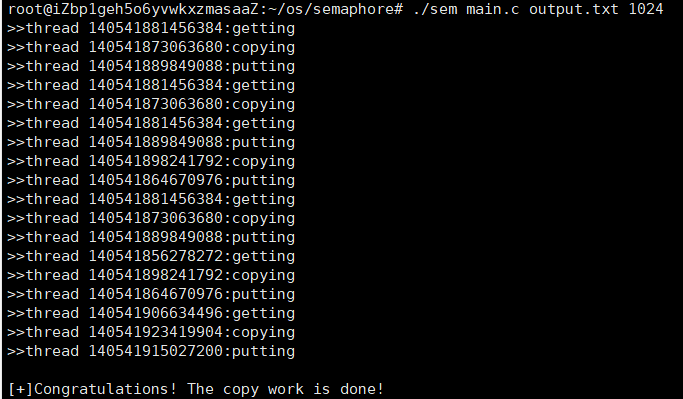 root@iZbp1geh5o6yvwkxzmasaaZ:~/os/semaphore# ./sem main.c output.txt 1024
>>thread 140541881456384:getting
>>thread 140541873063680:copying
>>thread 140541889849088:putting
>>thread 140541881456384:getting
>>thread 140541873063680:copying
>>thread 140541881456384:getting
>>thread 140541889849088:putting
>>thread 140541898241792:copying
>>thread 140541864670976:putting
>>thread 140541881456384:getting
>>thread 140541873063680:copying
>>thread 140541889849088:putting
>>thread 140541856278272:getting
>>thread 140541898241792:copying
>>thread 140541864670976:putting
>>thread 140541906634496:getting
>>thread 140541923419904:copying
>>thread 140541915027200:putting
[+]Congratulations! The copy work is done!